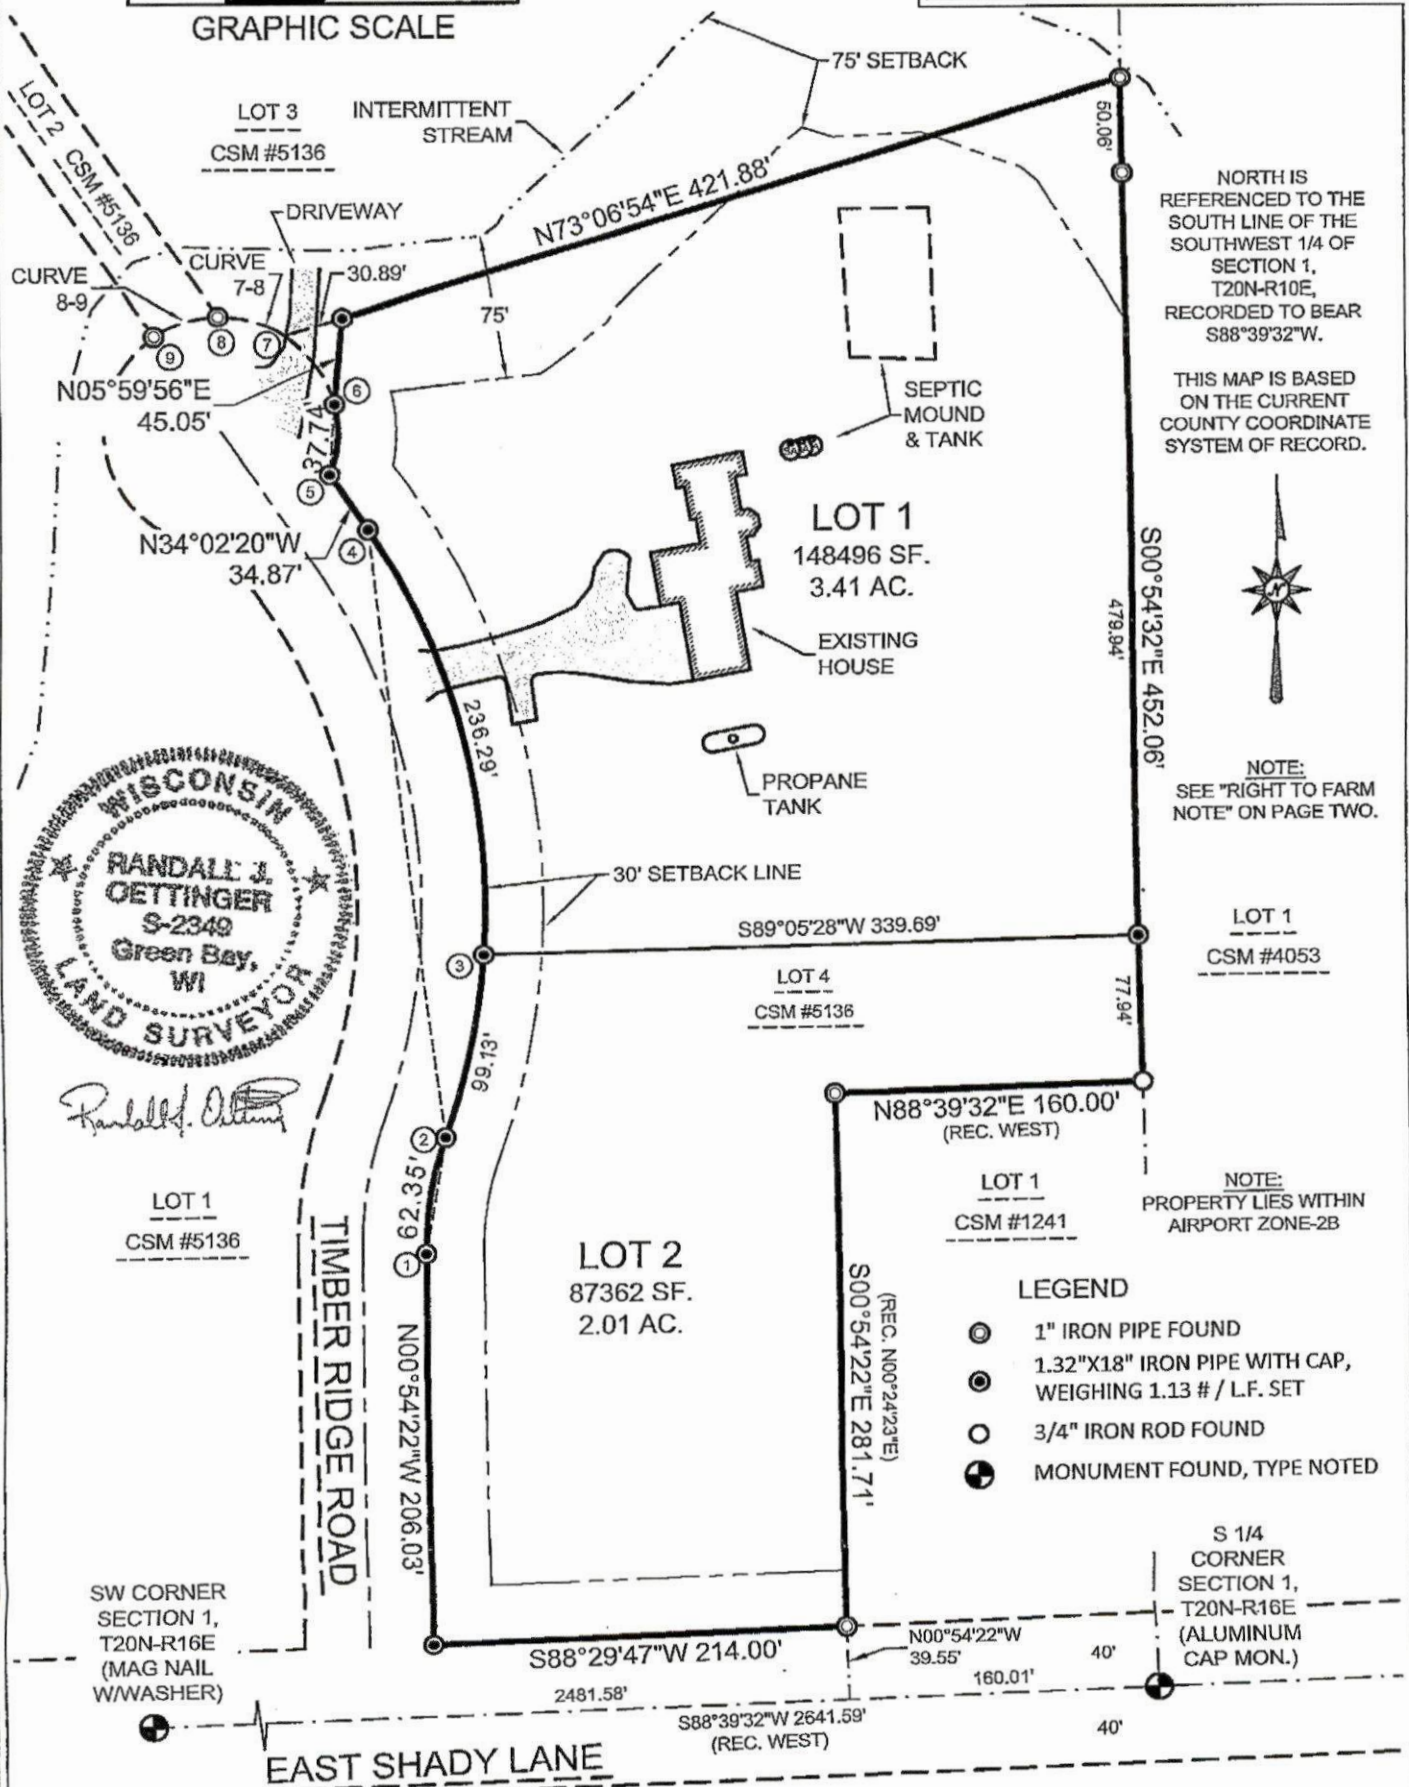 GRAPHIC SCALE
75' SETBACK
LOT 3
CSM #5136
INTERMITTENT
STREAM
LOT 2 CSM #5136
50.06'
N73°06'54"E 421.88'
DRIVEWAY
CURVE
7-8
30.89'
CURVE
8-9
75'
9
8
7
6
N05°59'56"E
45.05'
37.74'
5
N34°02'20"W
34.87'
4
NORTH IS
REFERENCED TO THE
SOUTH LINE OF THE
SOUTHWEST 1/4 OF
SECTION 1,
T20N-R10E,
RECORDED TO BEAR
S88°39'32"W.
THIS MAP IS BASED
ON THE CURRENT
COUNTY COORDINATE
SYSTEM OF RECORD.
N
SEPTIC
MOUND
& TANK
LOT 1
148496 SF.
3.41 AC.
EXISTING
HOUSE
S00°54'32"E 452.06'
479.94'
236.29'
PROPANE
TANK
NOTE:
SEE "RIGHT TO FARM
NOTE" ON PAGE TWO.
WISCONSIN
RANDALL J.
OETTINGER
S-2349
Green Bay,
WI
LAND SURVEYOR
30' SETBACK LINE
S89°05'28"W 339.69'
3
LOT 4
CSM #5136
LOT 1
CSM #4053
77.94'
99.13'
N88°39'32"E 160.00'
(REC. WEST)
2
62.35'
1
LOT 1
CSM #5136
TIMBER RIDGE ROAD
LOT 1
CSM #1241
NOTE:
PROPERTY LIES WITHIN
AIRPORT ZONE-2B
LOT 2
87362 SF.
2.01 AC.
N00°54'22"W 206.03'
S00°54'22"E 281.71'
(REC. N00°24'23"E)
LEGEND
1" IRON PIPE FOUND
1.32"X18" IRON PIPE WITH CAP,
WEIGHING 1.13 # / L.F. SET
3/4" IRON ROD FOUND
MONUMENT FOUND, TYPE NOTED
SW CORNER
SECTION 1,
T20N-R16E
(MAG NAIL
W/WASHER)
S 1/4
CORNER
SECTION 1,
T20N-R16E
(ALUMINUM
CAP MON.)
S88°29'47"W 214.00'
N00°54'22"W
39.55'
40'
160.01'
2481.58'
S88°39'32"W 2641.59'
(REC. WEST)
40'
EAST SHADY LANE